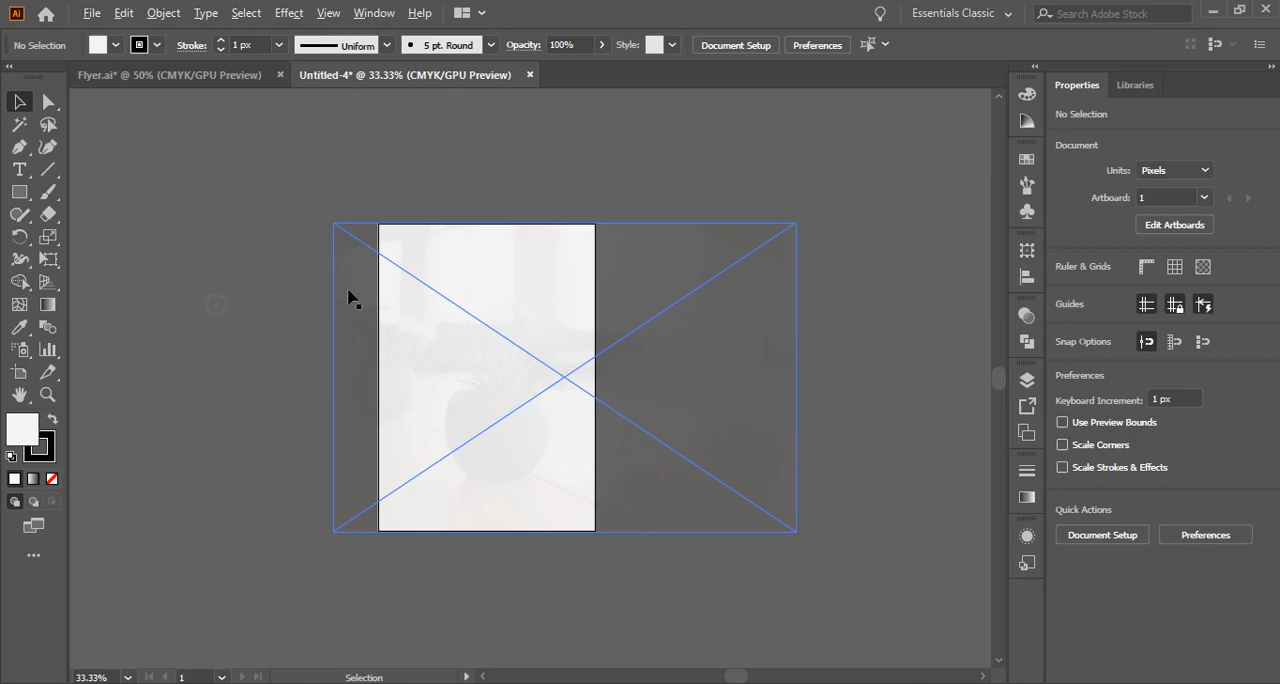 Ai File Edit Object Type Select Effect View Window Help Essentials Classic Search Adobe Stock
No Selection Stroke: 1 px Uniform 5 pt. Round Opacity: 100% Style: Document Setup Preferences
Flyer.ai* @ 50% (CMYK/GPU Preview) × Untitled-4* @ 33.33% (CMYK/GPU Preview) ×
Properties Libraries
No Selection
Document
Units: Pixels
Artboard: 1
Edit Artboards
Ruler & Grids
Guides
Snap Options
Preferences
Keyboard Increment: 1 px
Use Preview Bounds
Scale Corners
Scale Strokes & Effects
Quick Actions
Document Setup Preferences
33.33% 1 Selection